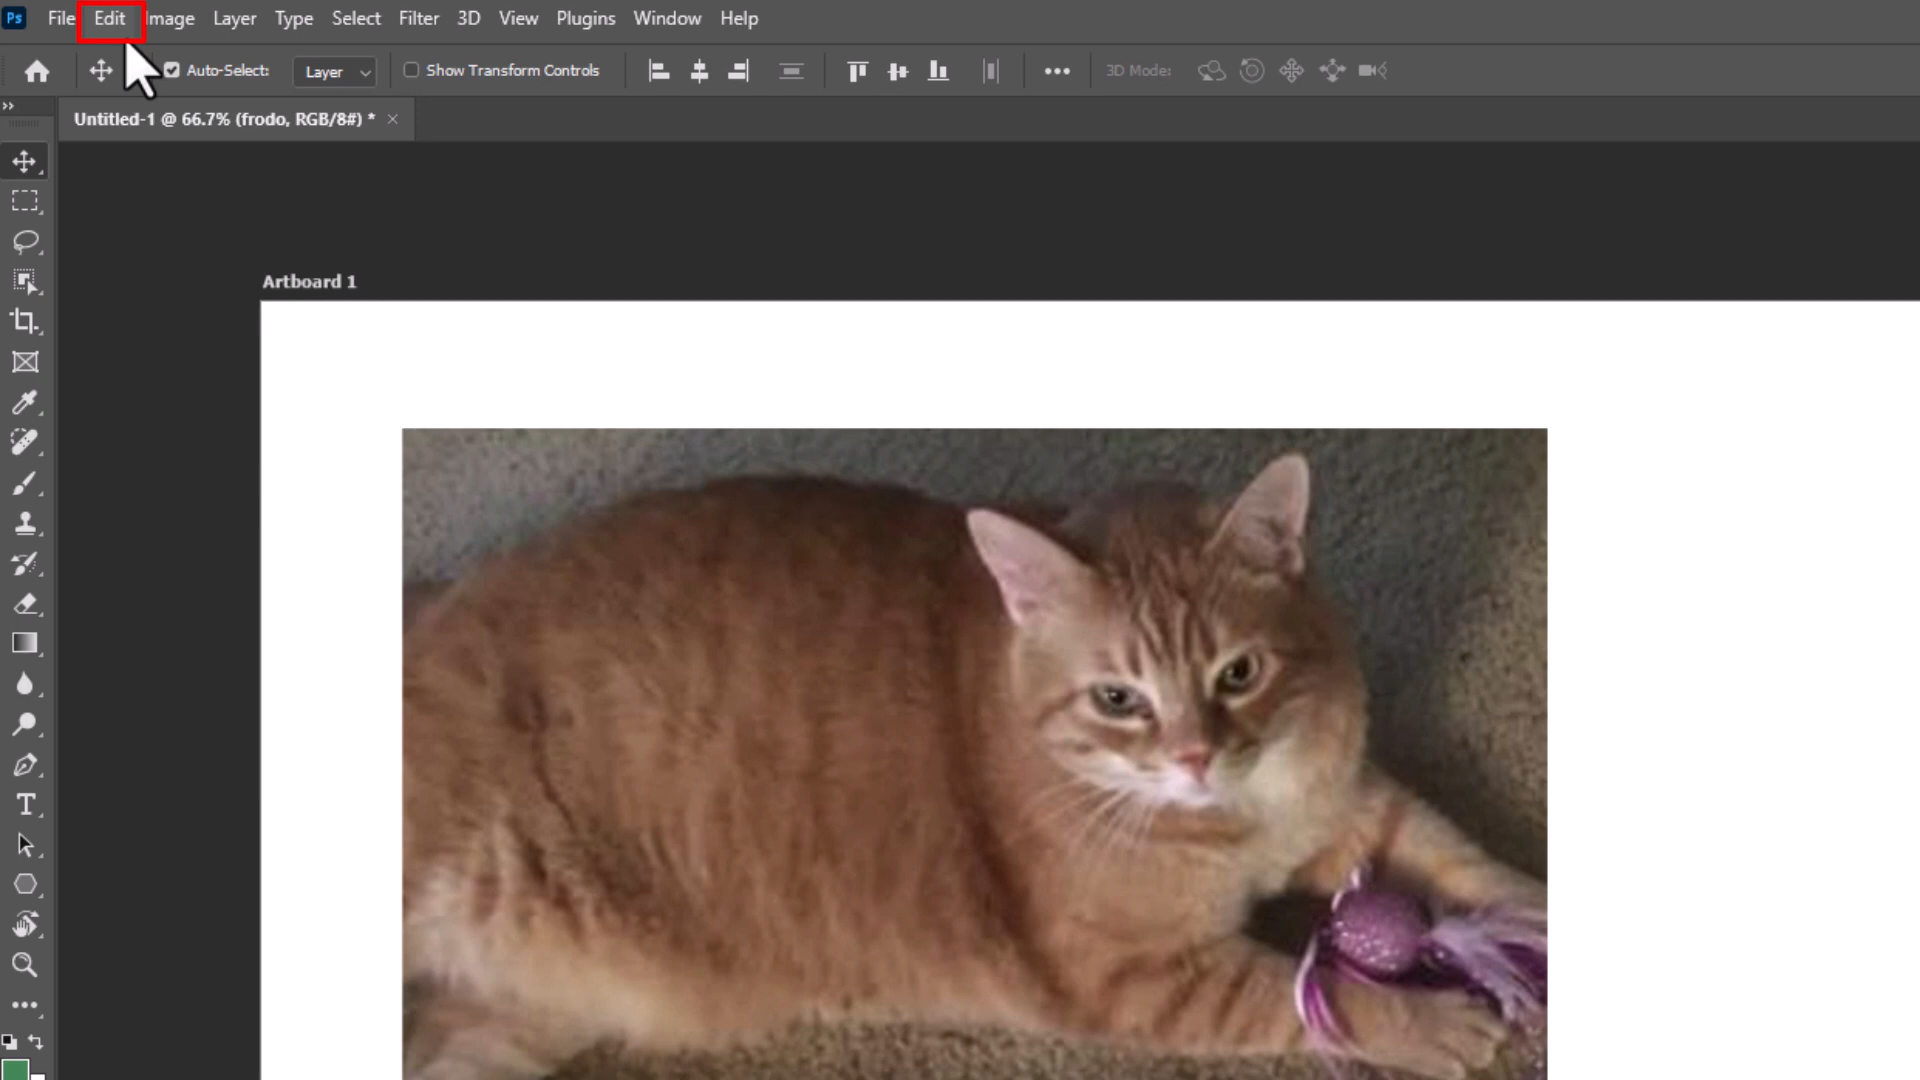 Ps File Edit Image Layer Type Select Filter 3D View Plugins Window Help
Auto-Select: Layer Show Transform Controls 3D Mode:
Untitled-1 @ 66.7% (frodo, RGB/8#) * ×
Artboard 1